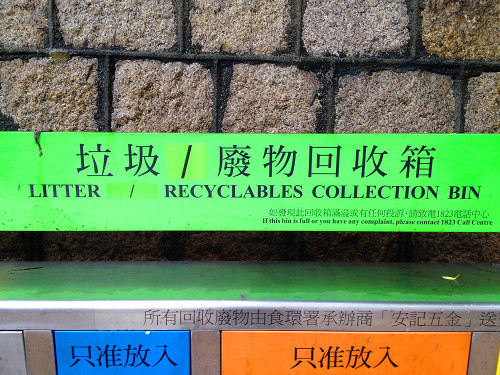 垃圾 / 廢物回收箱
LITTER / RECYCLABLES COLLECTION BIN
如發現此回收箱滿溢或有任何投訴，請致電1823電話中心
If this bin is full or you have any complaint, please contact 1823 Call Centre
所有回收廢物由食環署承辦商「安記五金」送
只准放入
只准放入